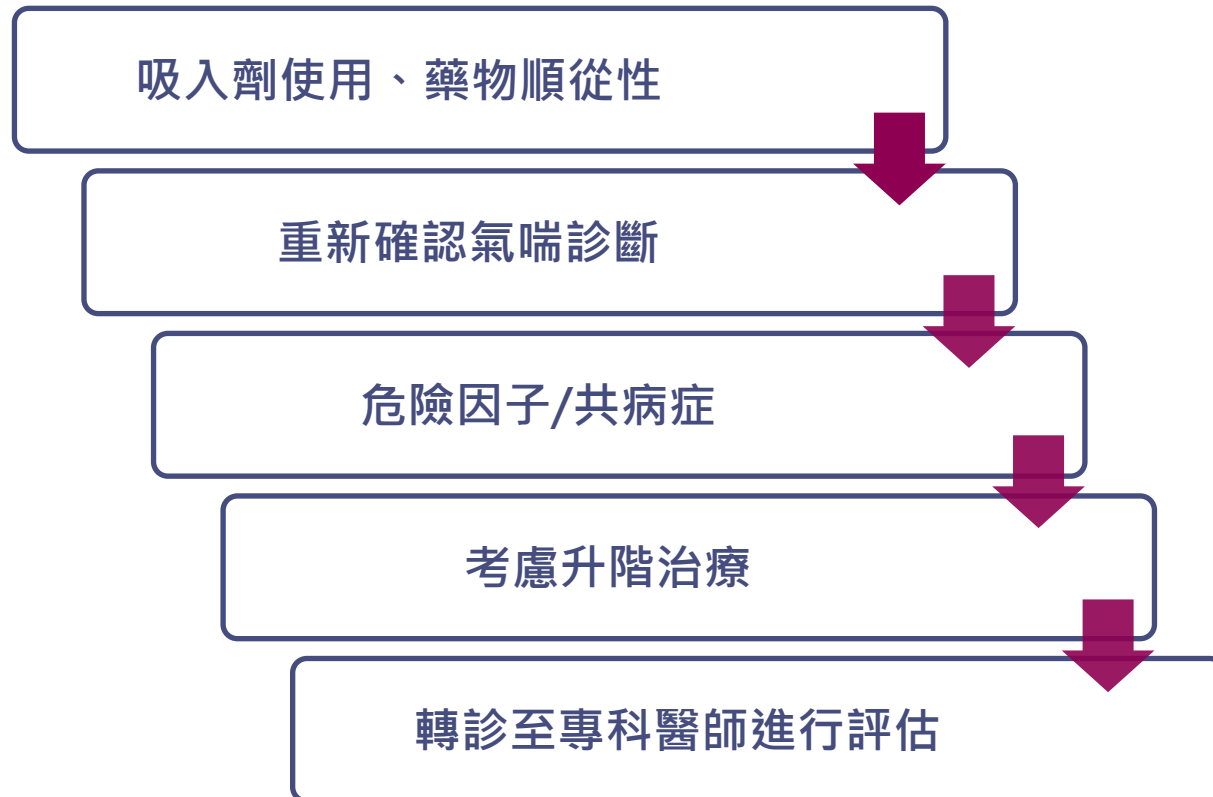 吸入劑使用、藥物順從性
重新確認氣喘診斷
危險因子/共病症
考慮升階治療
轉診至專科醫師進行評估